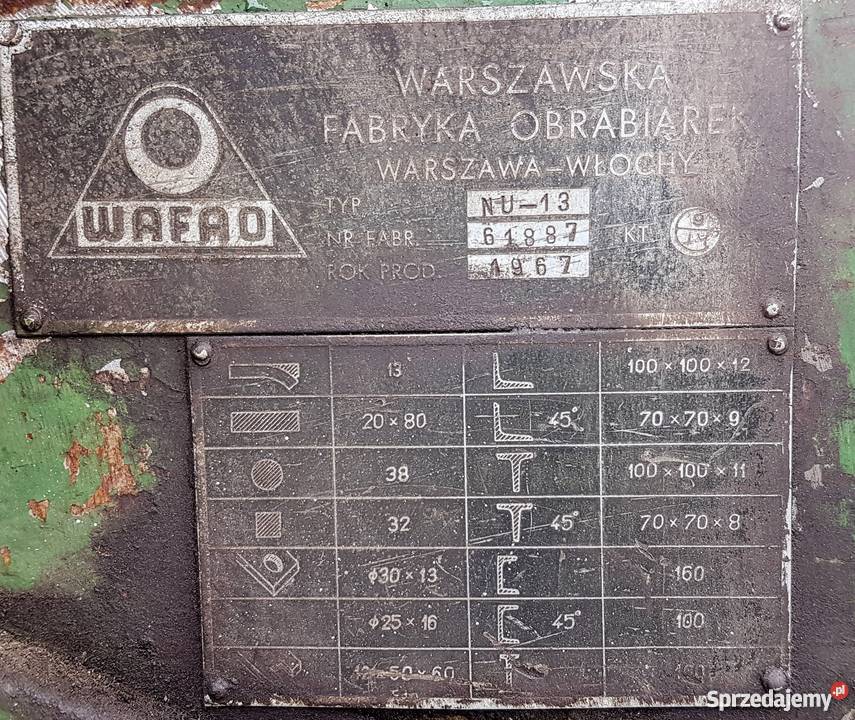 WARSZAWSKA
FABRYKA OBRABIAREK
WARSZAWA-WŁOCHY
WAFAO
TYP NU-13
NR FABR. 61887 KT
ROK PROD. 1967
13 100×100×12
20×80 45° 70×70×9
38 100×100×11
32 45° 70×70×8
ϕ30×13 160
ϕ25×16 45° 100
Sprzedajemy.pl